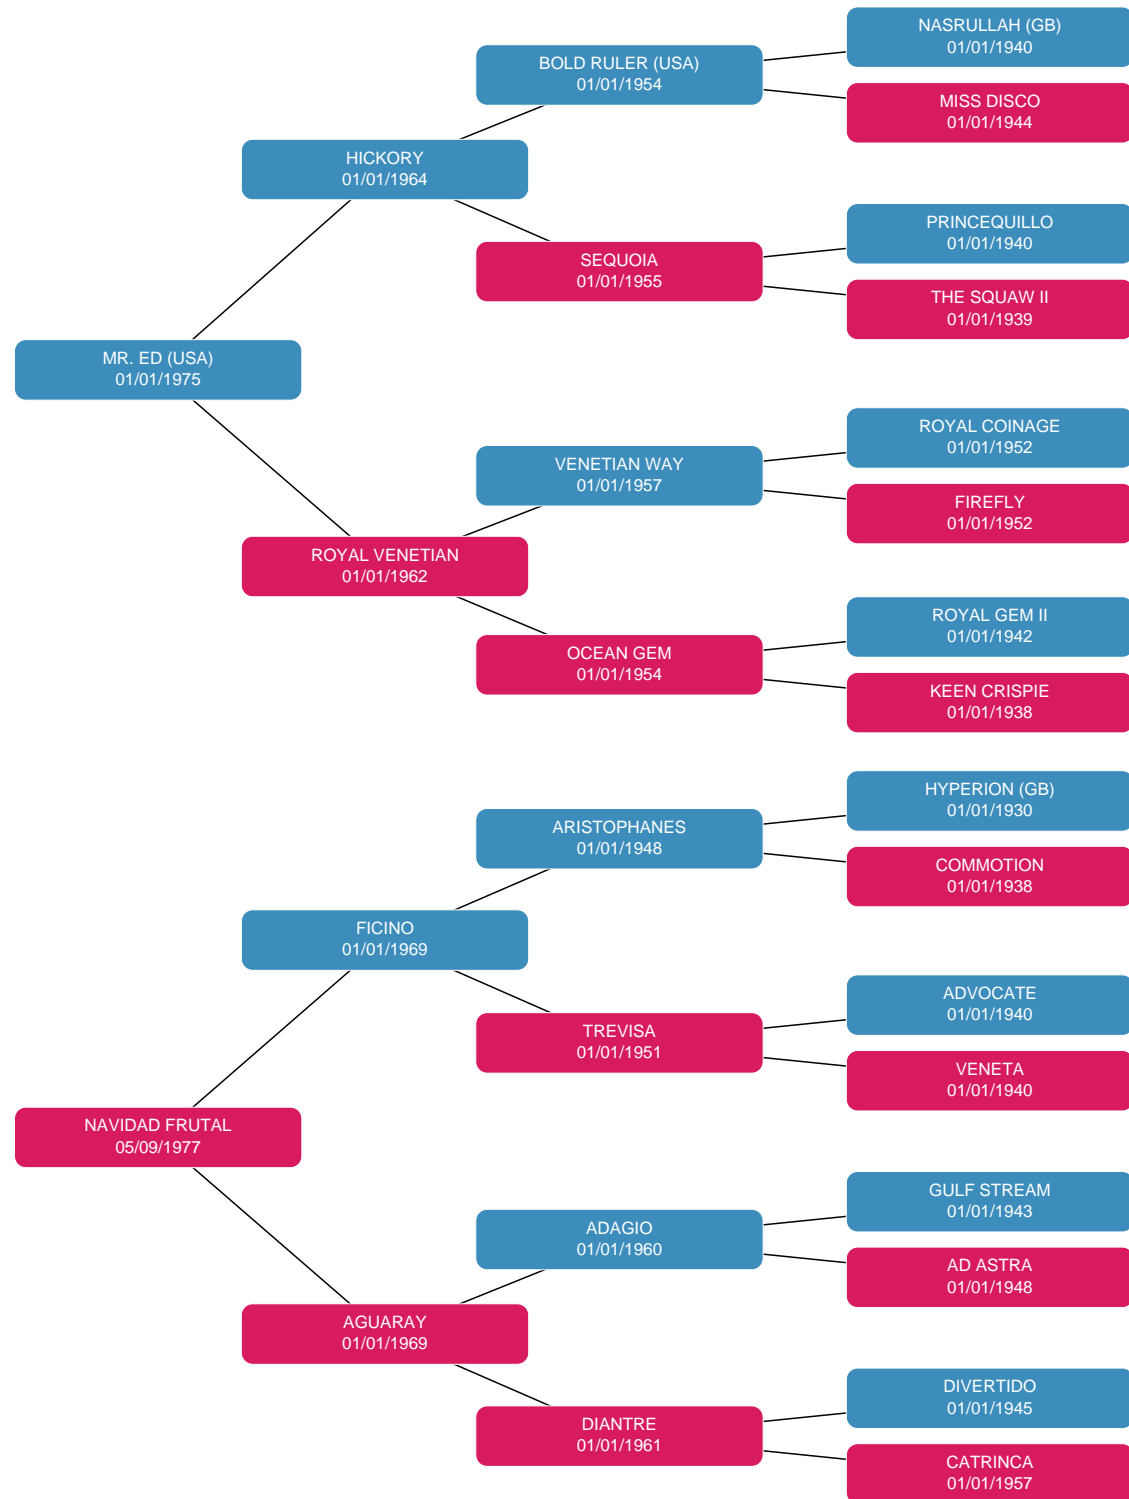 NASRULLAH (GB)
01/01/1940
BOLD RULER (USA)
01/01/1954
MISS DISCO
01/01/1944
HICKORY
01/01/1964
PRINCEQUILLO
01/01/1940
SEQUOIA
01/01/1955
THE SQUAW II
01/01/1939
MR. ED (USA)
01/01/1975
ROYAL COINAGE
01/01/1952
VENETIAN WAY
01/01/1957
FIREFLY
01/01/1952
ROYAL VENETIAN
01/01/1962
ROYAL GEM II
01/01/1942
OCEAN GEM
01/01/1954
KEEN CRISPIE
01/01/1938
HYPERION (GB)
01/01/1930
ARISTOPHANES
01/01/1948
COMMOTION
01/01/1938
FICINO
01/01/1969
ADVOCATE
01/01/1940
TREVISA
01/01/1951
VENETA
01/01/1940
NAVIDAD FRUTAL
05/09/1977
GULF STREAM
01/01/1943
ADAGIO
01/01/1960
AD ASTRA
01/01/1948
AGUARAY
01/01/1969
DIVERTIDO
01/01/1945
DIANTRE
01/01/1961
CATRINCA
01/01/1957